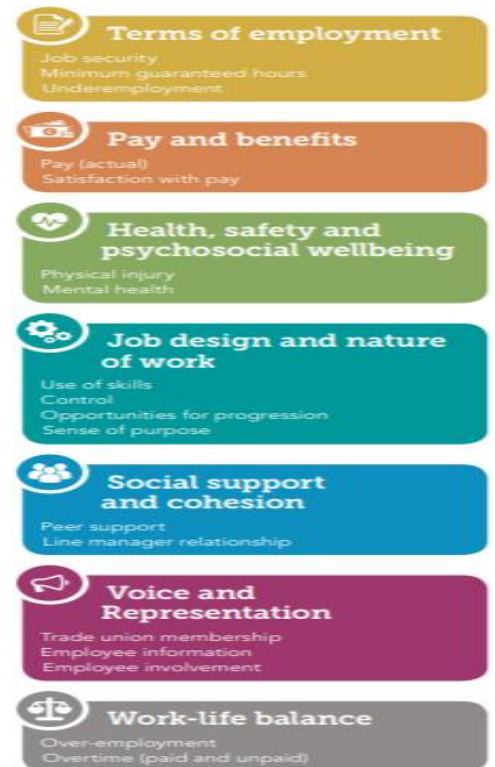 Terms of employment
Job security
Minimum guaranteed hours
Underemployment
Pay and benefits
Pay (actual)
Satisfaction with pay
Health, safety and
psychosocial wellbeing
Physical injury
Mental health
Job design and nature
of work
Use of skills
Control
Opportunities for progression
Sense of purpose
Social support
and cohesion
Peer support
Line manager relationship
Voice and
Representation
Trade union membership
Employee information
Employee involvement
Work-life balance
Over-employment
Overtime (paid and unpaid)